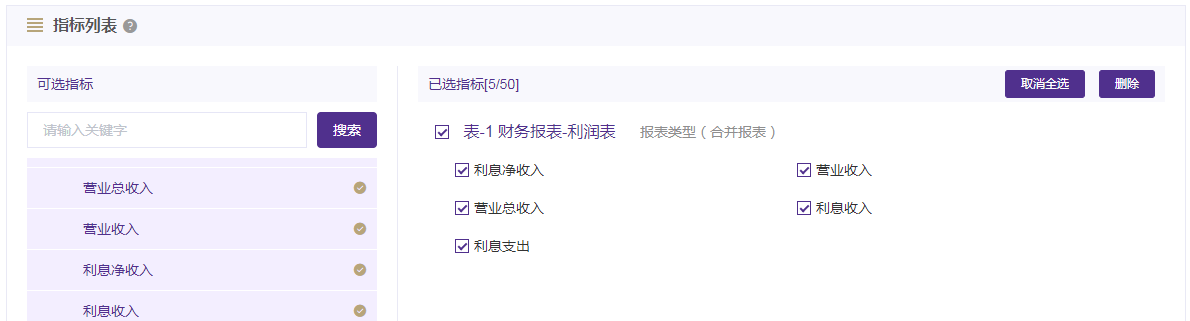 指标列表 ?
可选指标
请输入关键字 搜索
营业总收入
营业收入
利息净收入
利息收入
已选指标[5/50] 取消全选 删除
表-1 财务报表-利润表 报表类型（合并报表）
利息净收入 营业收入
营业总收入 利息收入
利息支出